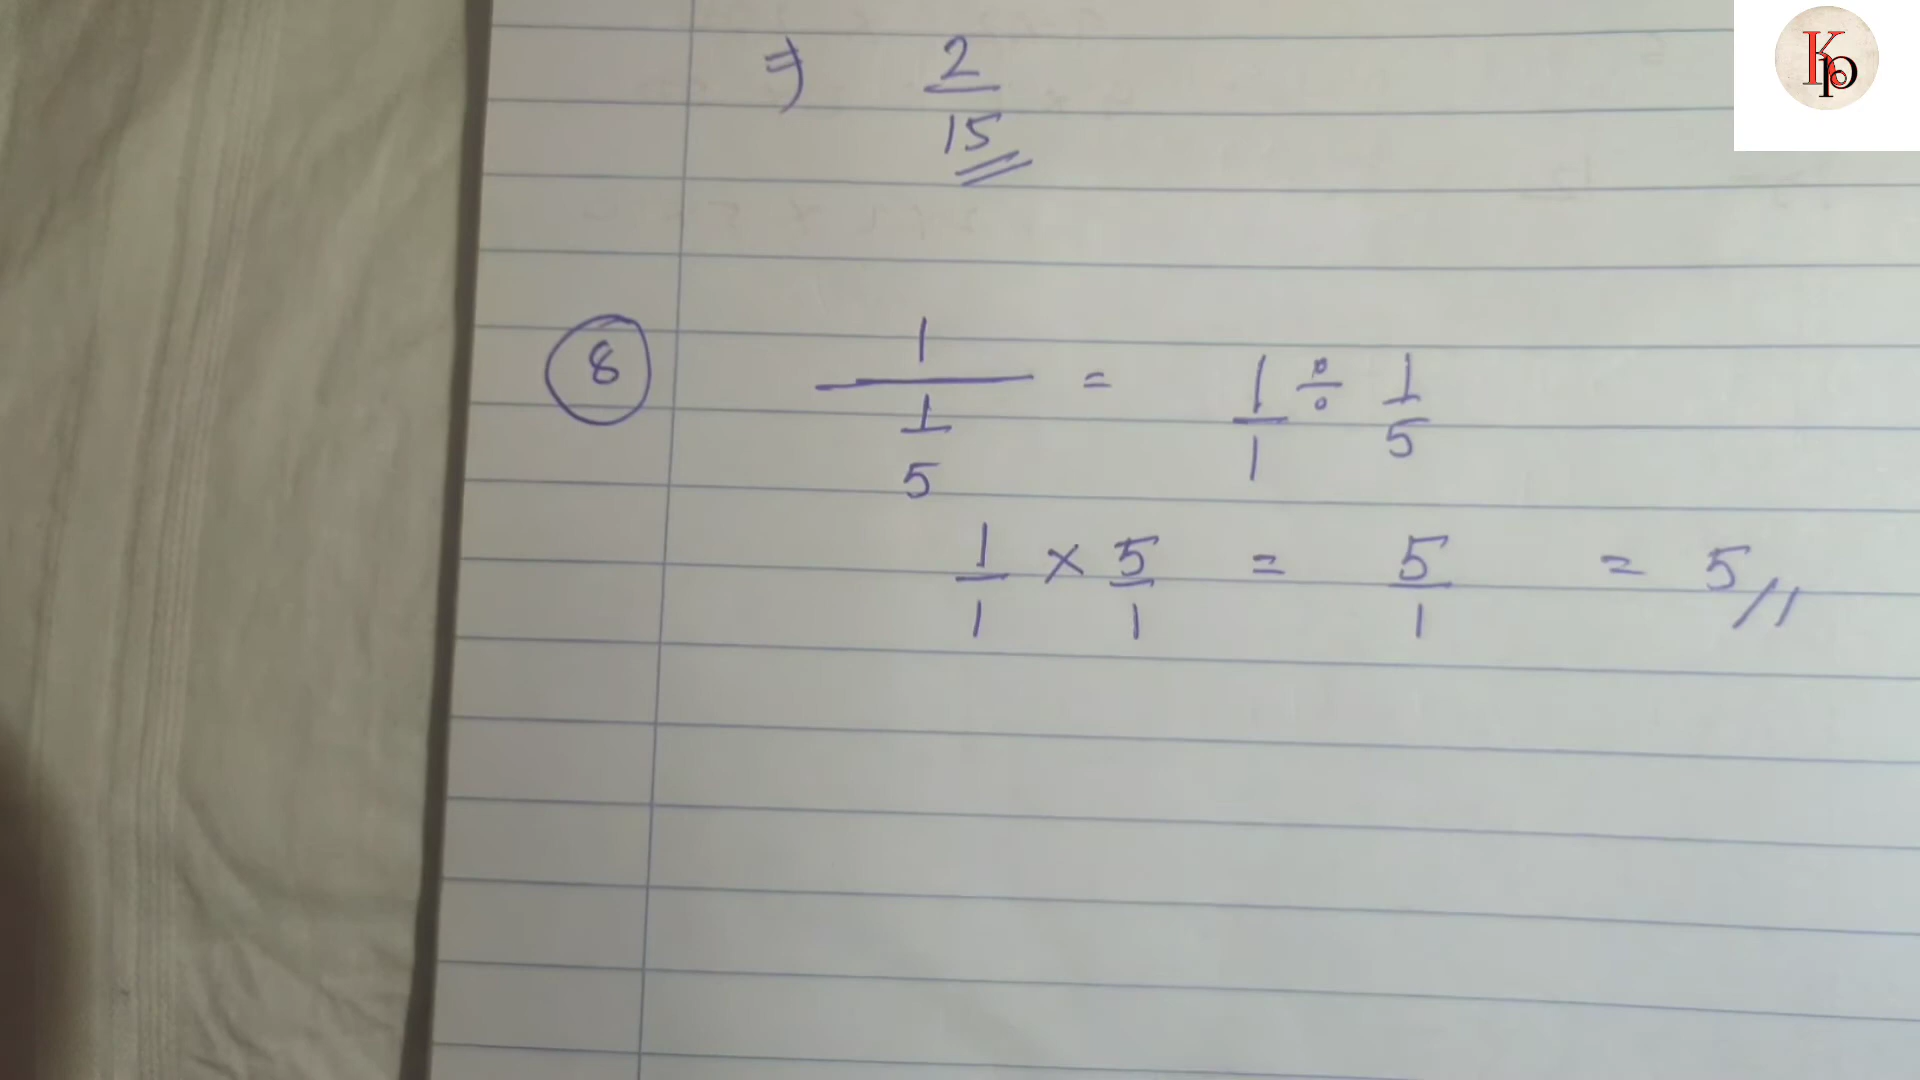 ⇒ 2/15
8 1/(1/5) = 1/1 ÷ 1/5
1/1 × 5/1 = 5/1 = 5//
Kp